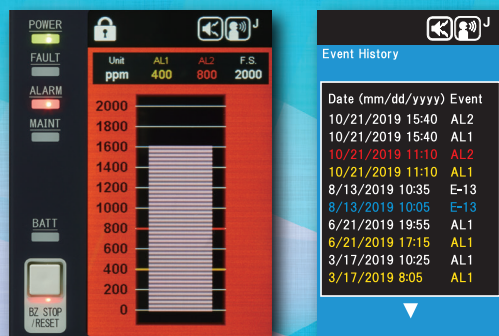 POWER
FAULT
ALARM
MAINT
BATT
BZ STOP
/RESET
J
Unit AL1 AL2 F.S.
ppm 400 800 2000
2000
1800
1600
1400
1200
1000
800
600
400
200
0
J
Event History
Date (mm/dd/yyyy) Event
10/21/2019 15:40 AL2
10/21/2019 15:40 AL1
10/21/2019 11:10 AL2
10/21/2019 11:10 AL1
8/13/2019 10:35 E-13
8/13/2019 10:05 E-13
6/21/2019 19:55 AL1
6/21/2019 17:15 AL1
3/17/2019 10:25 AL1
3/17/2019 8:05 AL1